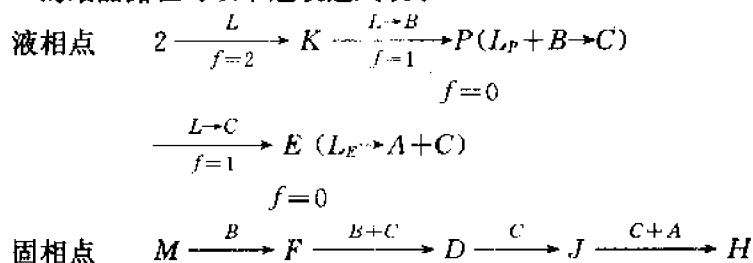 L L→B
液相点 2 ⟶ K ⟶ P(L_P+B→C)
f=2 f=1
f=0
L→C
⟶ E (L_E→A+C)
f=1
f=0
B B+C C C+A
固相点 M ⟶ F ⟶ D ⟶ J ⟶ H